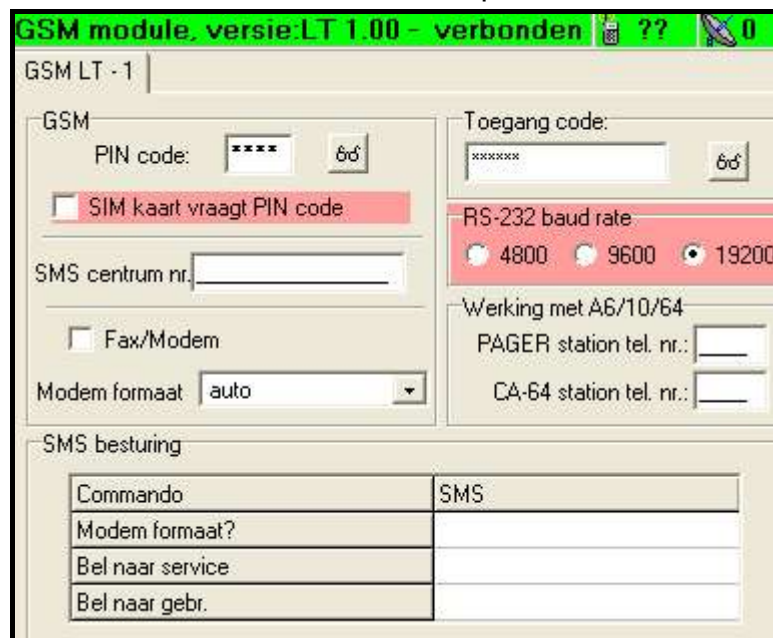 GSM module, versie:LT 1.00 - verbonden ?? 0
GSM LT - 1
GSM
PIN code: ****
SIM kaart vraagt PIN code
SMS centrum nr.
Fax/Modem
Modem formaat auto
Toegang code:
******
RS-232 baud rate
4800 9600 19200
Werking met A6/10/64
PAGER station tel. nr.:
CA-64 station tel. nr.:
SMS besturing
Commando SMS
Modem formaat?
Bel naar service
Bel naar gebr.